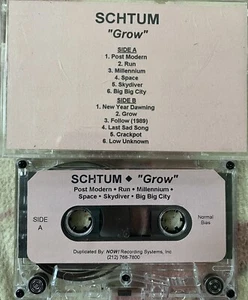 SCHTUM
"Grow"
SIDE A
1. Post Modern
2. Run
3. Millennium
4. Space
5. Skydiver
6. Big Big City
SIDE B
1. New Year Dawning
2. Grow
3. Follow (1989)
4. Last Sad Song
5. Crackpot
6. Low Unknown
SCHTUM ◆ "Grow"
Post Modern • Run • Millennium •
Space • Skydiver • Big Big City
SIDE
A
Normal
Bias
Duplicated By: NOW! Recording Systems, Inc
(212) 768-7800